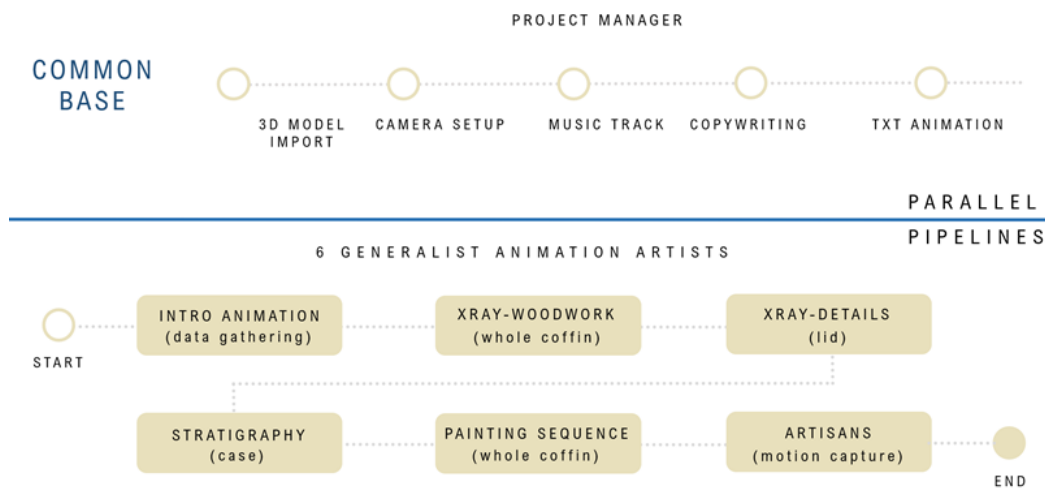 PROJECT MANAGER
COMMON
BASE
3D MODEL
IMPORT
CAMERA SETUP
MUSIC TRACK
COPYWRITING
TXT ANIMATION
PARALLEL
PIPELINES
6 GENERALIST ANIMATION ARTISTS
START
INTRO ANIMATION
(data gathering)
XRAY-WOODWORK
(whole coffin)
XRAY-DETAILS
(lid)
STRATIGRAPHY
(case)
PAINTING SEQUENCE
(whole coffin)
ARTISANS
(motion capture)
END